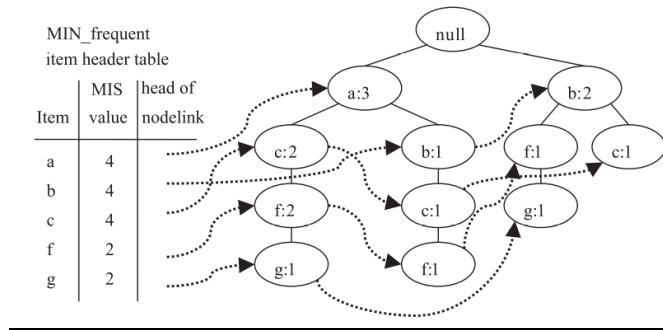 MIN_frequent
item header table
Item MIS value head of nodelink
a 4
b 4
c 4
f 2
g 2
null
a:3 b:2
c:2 b:1 f:1 c:1
f:2 c:1 g:1
g:1 f:1